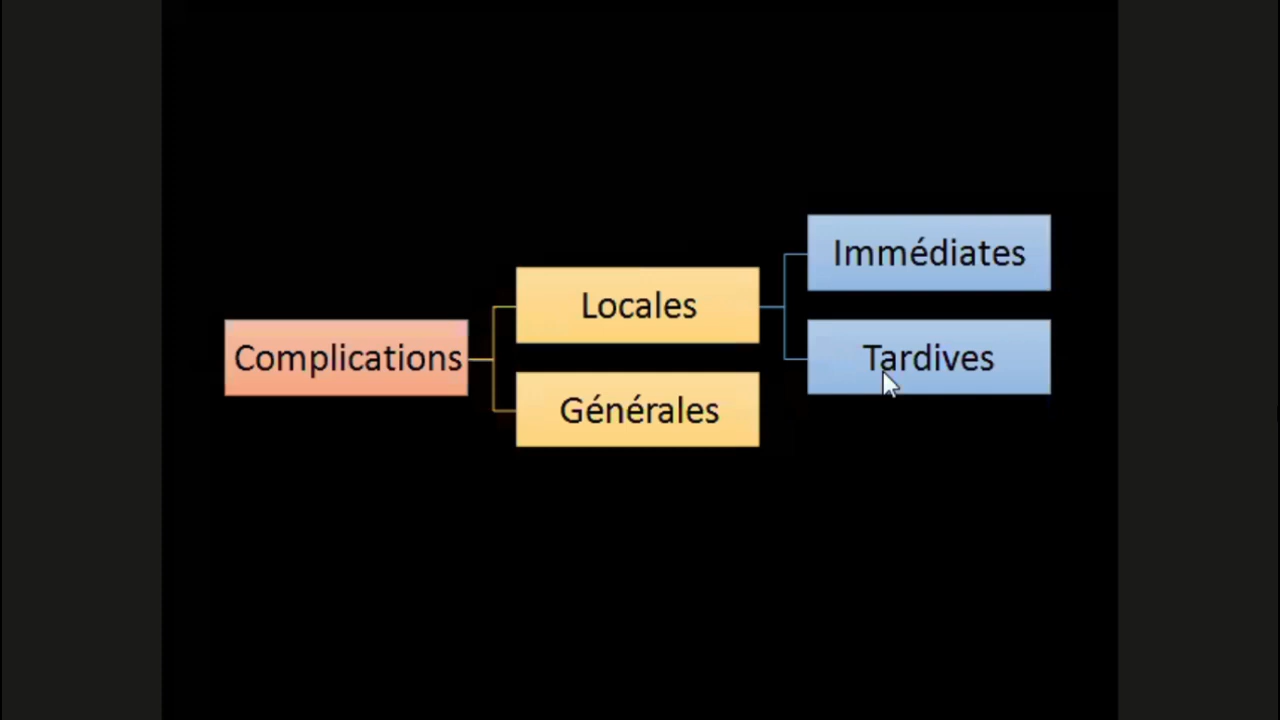 Complications
Locales
Générales
Immédiates
Tardives